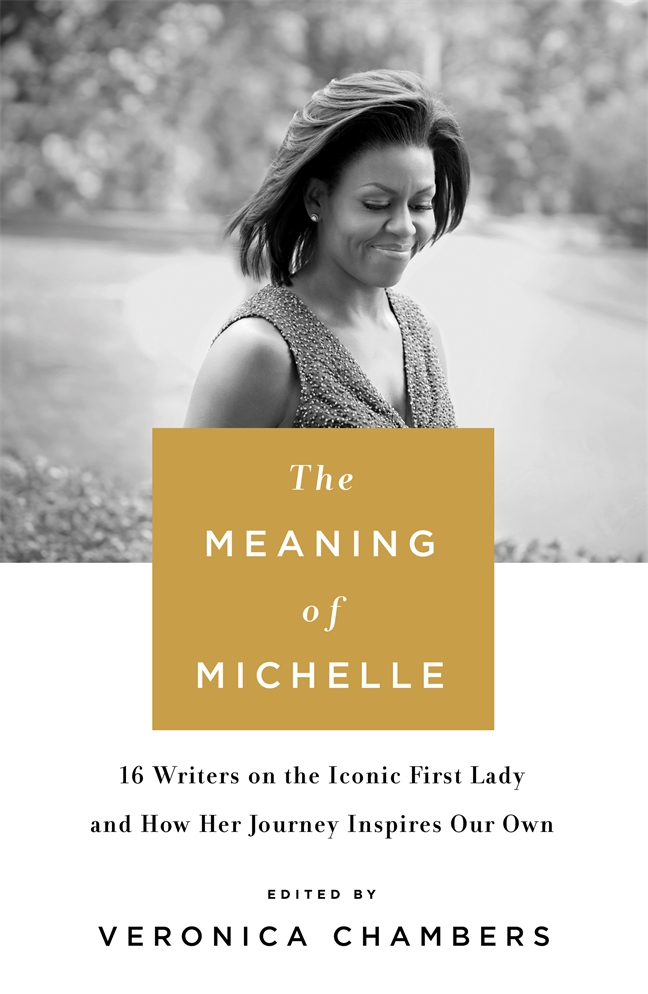 The
MEANING
of
MICHELLE
16 Writers on the Iconic First Lady
and How Her Journey Inspires Our Own
EDITED BY
VERONICA CHAMBERS